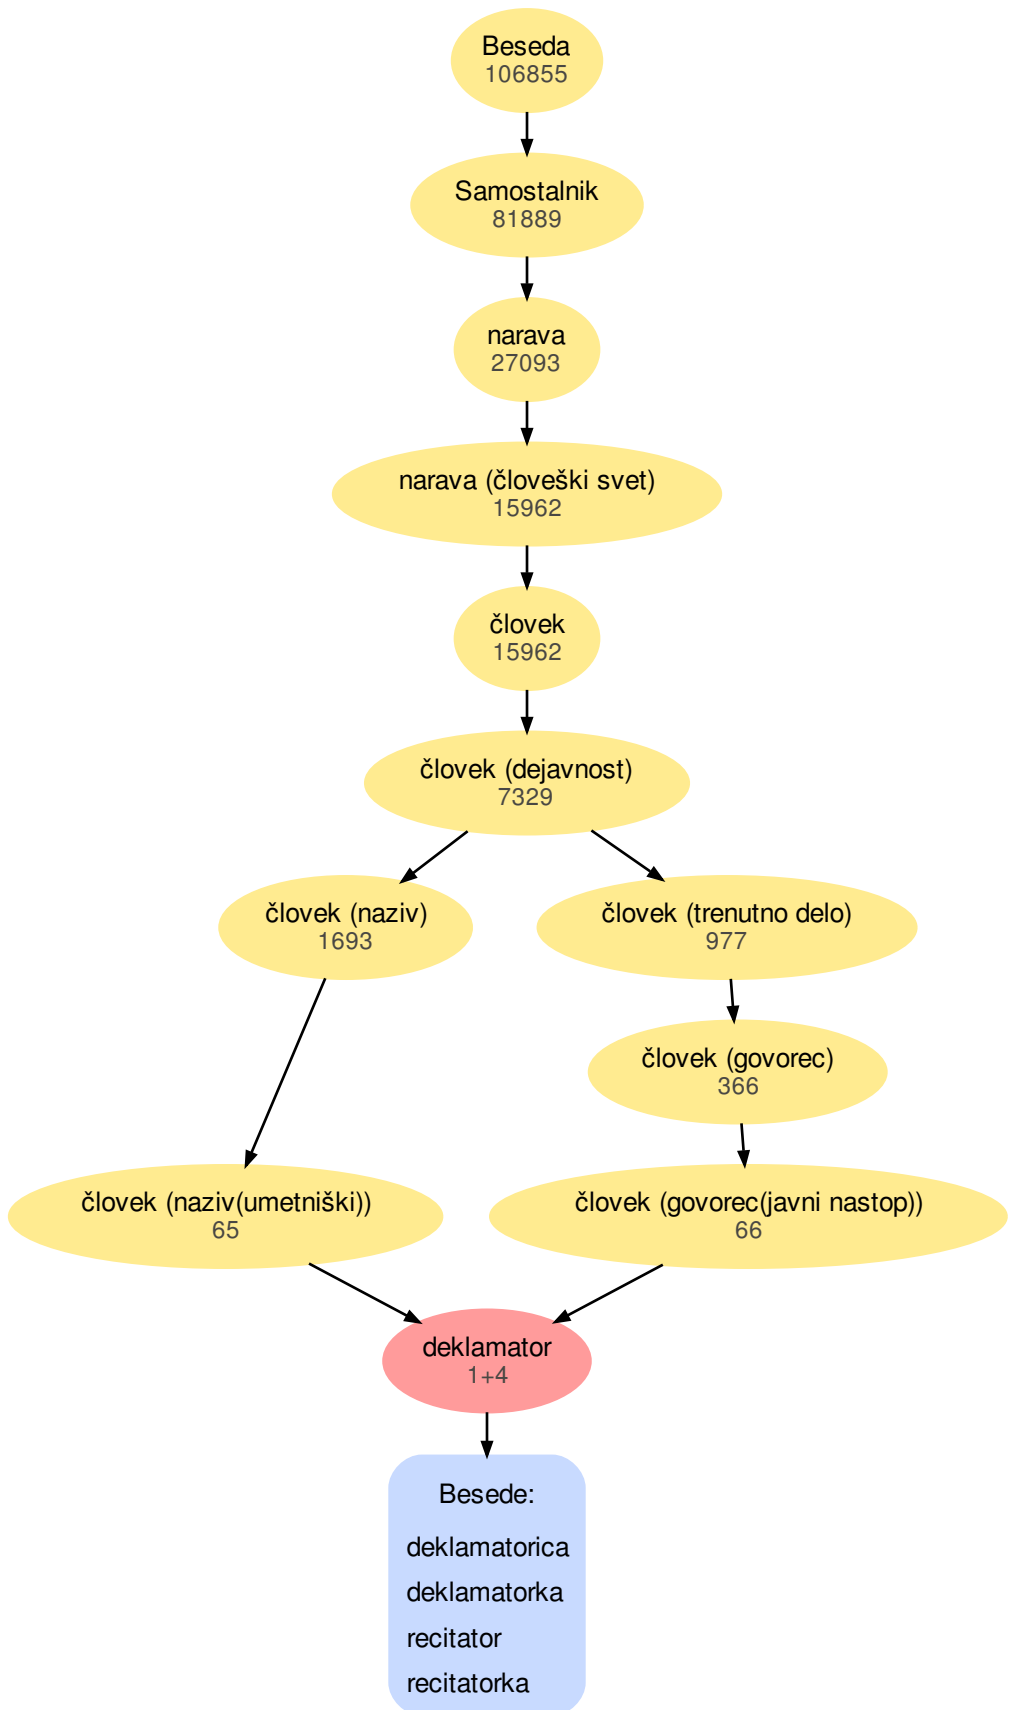 Beseda
106855
Samostalnik
81889
narava
27093
narava (človeški svet)
15962
človek
15962
človek (dejavnost)
7329
človek (naziv)
1693
človek (trenutno delo)
977
človek (govorec)
366
človek (naziv(umetniški))
65
človek (govorec(javni nastop))
66
deklamator
1+4
Besede:
deklamatorica
deklamatorka
recitator
recitatorka